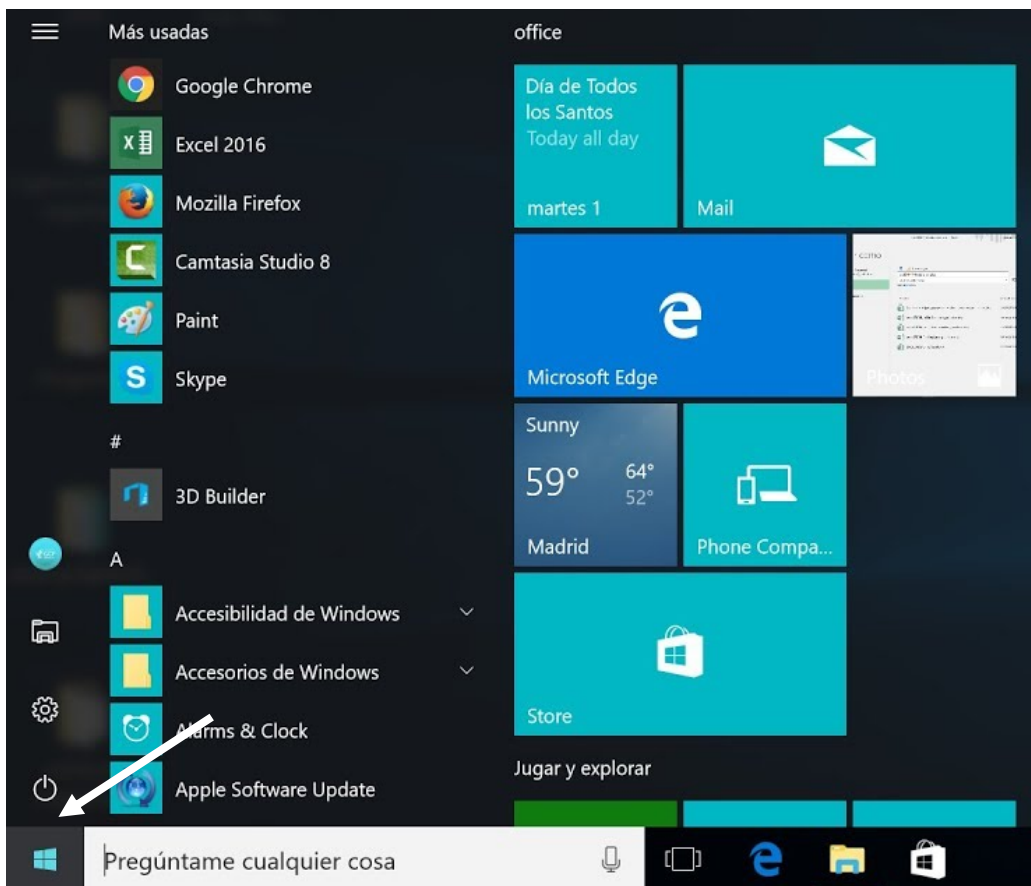 Más usadas
Google Chrome
Excel 2016
Mozilla Firefox
Camtasia Studio 8
Paint
Skype
#
3D Builder
A
Accesibilidad de Windows
Accesorios de Windows
Alarms & Clock
Apple Software Update
office
Día de Todos
los Santos
Today all day
martes 1
Mail
Microsoft Edge
Photos
Sunny
59°
64°
52°
Madrid
Phone Compa...
Store
Jugar y explorar
Pregúntame cualquier cosa